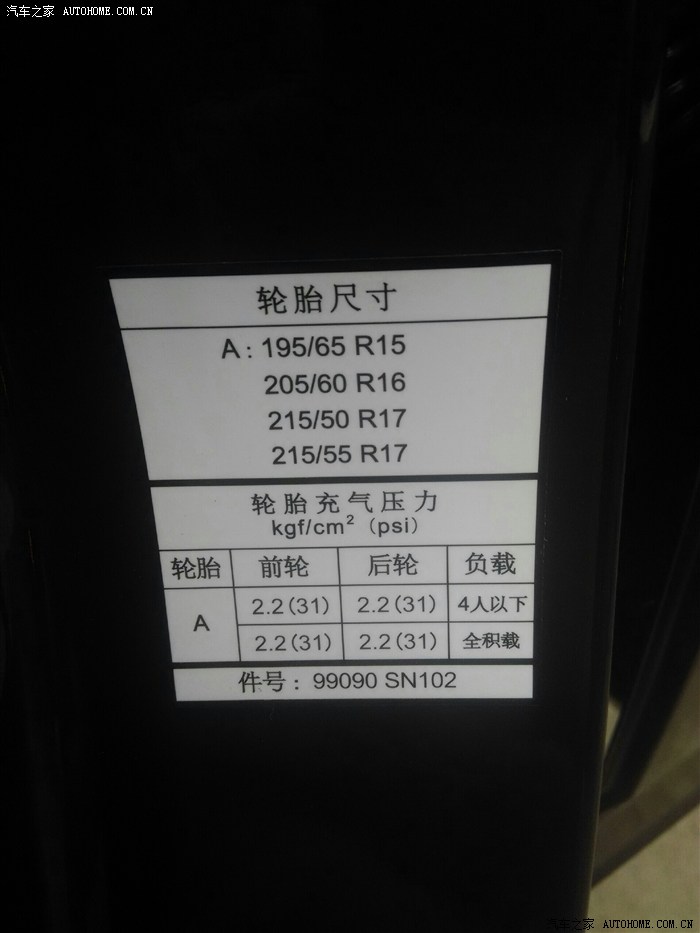 汽车之家 AUTOHOME.COM.CN
轮胎尺寸
A: 195/65 R15
205/60 R16
215/50 R17
215/55 R17
轮胎充气压力
kgf/cm² (psi)
轮胎 前轮 后轮 负载
A 2.2(31) 2.2(31) 4人以下
2.2(31) 2.2(31) 全积载
件号: 99090 SN102
汽车之家 AUTOHOME.COM.CN